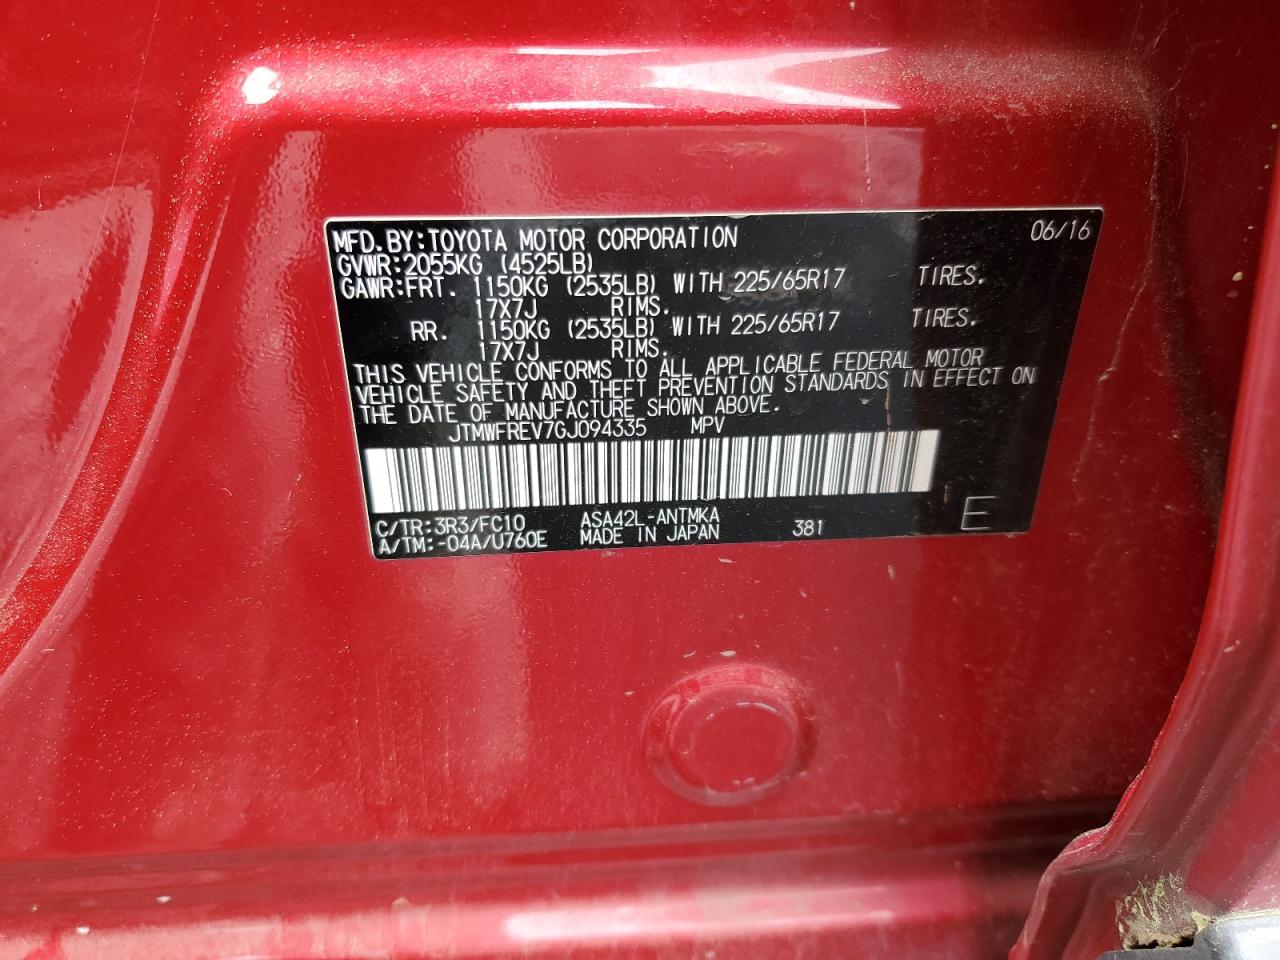 MFD.BY:TOYOTA MOTOR CORPORATION 06/16
GVWR:2055KG (4525LB)
GAWR:FRT. 1150KG (2535LB) WITH 225/65R17 TIRES.
17X7J RIMS.
RR. 1150KG (2535LB) WITH 225/65R17 TIRES.
17X7J RIMS.
THIS VEHICLE CONFORMS TO ALL APPLICABLE FEDERAL MOTOR
VEHICLE SAFETY AND THEFT PREVENTION STANDARDS IN EFFECT ON
THE DATE OF MANUFACTURE SHOWN ABOVE.
JTMWFREV7GJ094335 MPV
C/TR:3R3/FC10 ASA42L-ANTMKA 381 E
A/TM:-04A/U760E MADE IN JAPAN